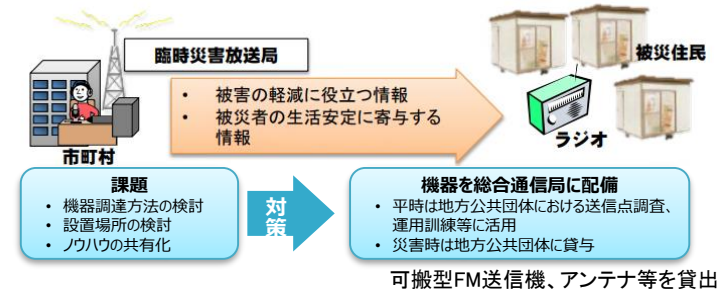 臨時災害放送局
• 被害の軽減に役立つ情報
• 被災者の生活安定に寄与する
情報
被災住民
ラジオ
市町村
課題
• 機器調達方法の検討
• 設置場所の検討
• ノウハウの共有化
対
策
機器を総合通信局に配備
• 平時は地方公共団体における送信点調査、
運用訓練等に活用
• 災害時は地方公共団体に貸与
可搬型FM送信機、アンテナ等を貸出